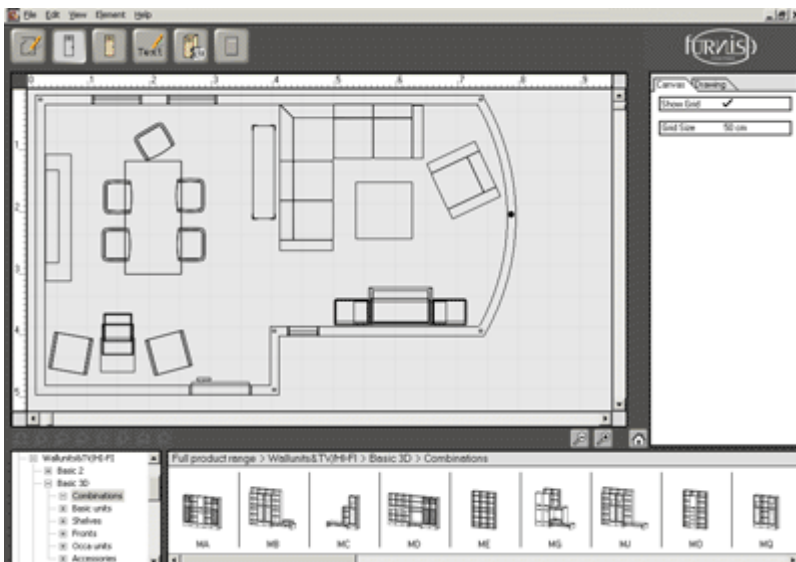 File Edit View Element Help
Text
FURNISH
0 .1 .2 .3 .4 .5 .6 .7 .8 .9
Canvas Drawing
Show Grid
Grid Size 50 cm
1
2
3
4
5
Wallunits&TV/HI-FI
Basic 2
Basic 3D
Combinations
Basic units
Shelves
Fronts
Occa units
Accessories
Full product range > Wallunits&TV/HI-FI > Basic 3D > Combinations
MA MB MC MD ME MG MJ MO MQ